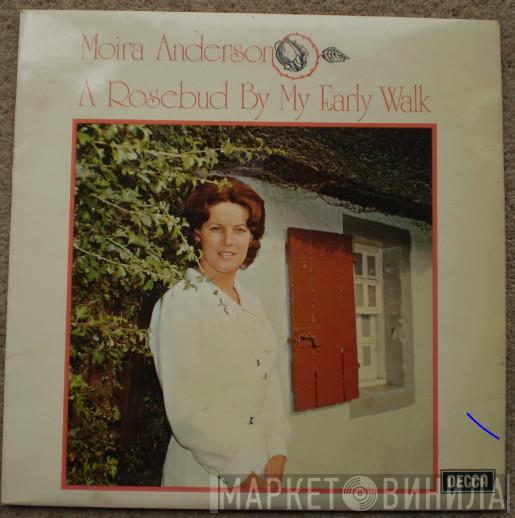 Moira Anderson
A Rosebud By My Early Walk
DECCA
МАРКЕТ ВИНИЛА